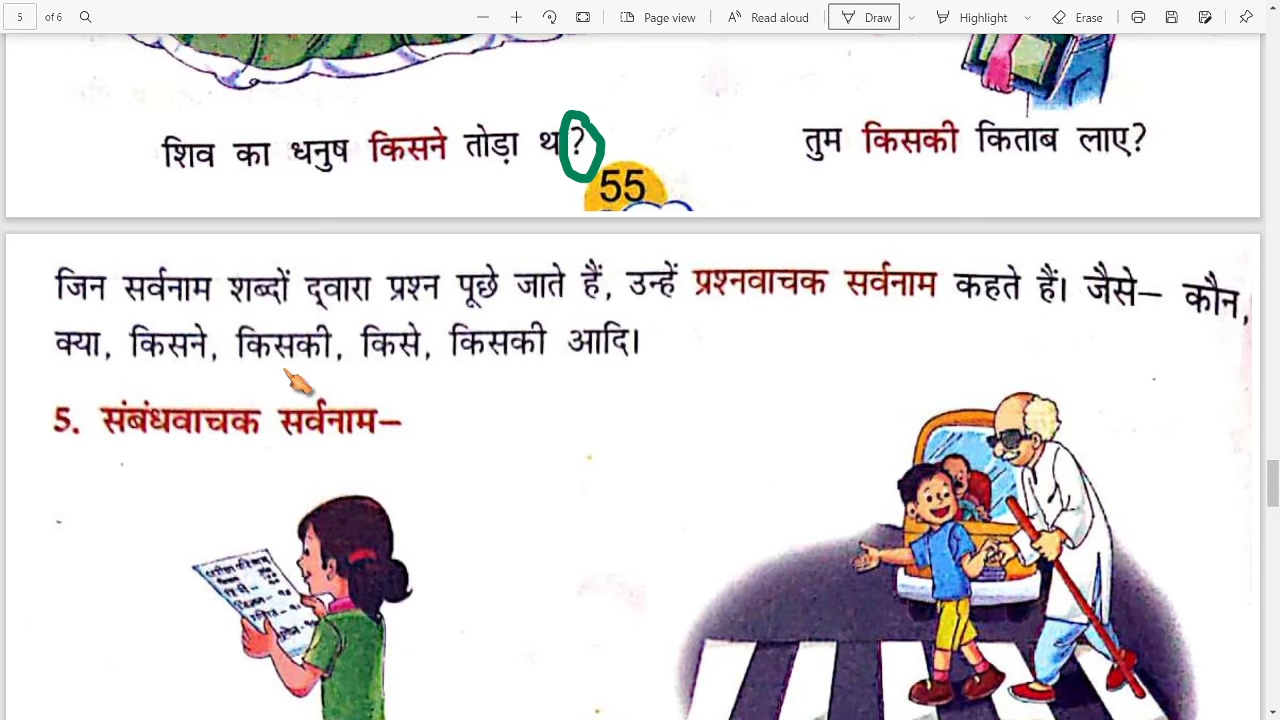 5 of 6 Page view Read aloud Draw Highlight Erase
शिव का धनुष किसने तोड़ा थ? तुम किसकी किताब लाए?
55
जिन सर्वनाम शब्दों द्वारा प्रश्न पूछे जाते हैं, उन्हें प्रश्नवाचक सर्वनाम कहते हैं। जैसे– कौन,
क्या, किसने, किसकी, किसे, किसकी आदि।
5. संबंधवाचक सर्वनाम–